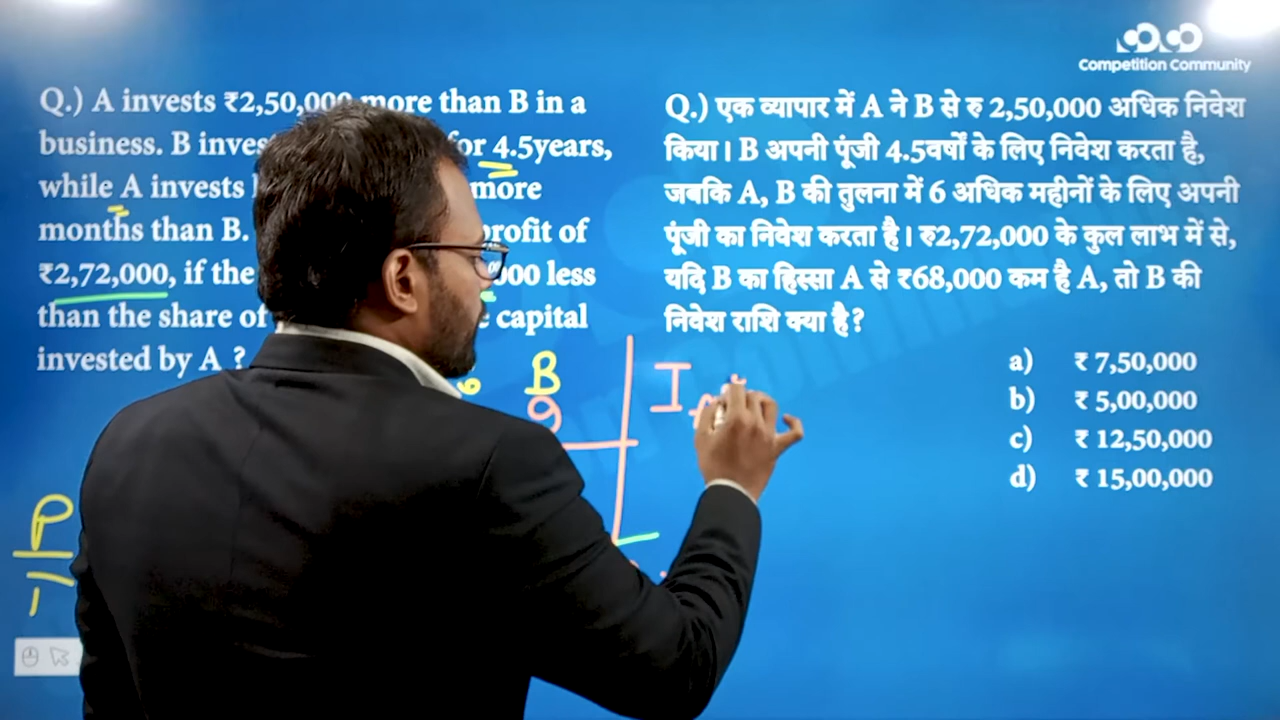 Competition Community
Q.) A invests ₹2,50,000 more than B in a
business. B inves for 4.5years,
while A invests more
months than B. profit of
₹2,72,000, if the 000 less
than the share of capital
invested by A ?
Q.) एक व्यापार में A ने B से रु 2,50,000 अधिक निवेश
किया। B अपनी पूंजी 4.5वर्षों के लिए निवेश करता है,
जबकि A, B की तुलना में 6 अधिक महीनों के लिए अपनी
पूंजी का निवेश करता है। रु2,72,000 के कुल लाभ में से,
यदि B का हिस्सा A से ₹68,000 कम है A, तो B की
निवेश राशि क्या है?
a) ₹ 7,50,000
b) ₹ 5,00,000
c) ₹ 12,50,000
d) ₹ 15,00,000
B
9
I
P